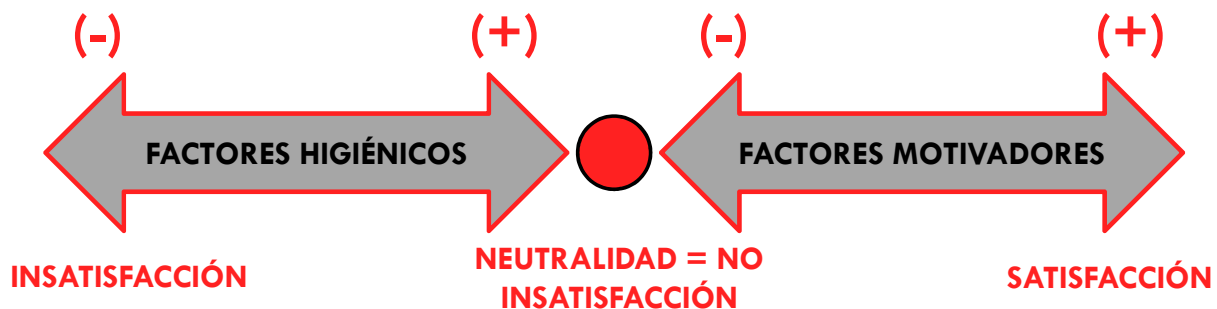 (-)
(+)
(-)
(+)
FACTORES HIGIÉNICOS
FACTORES MOTIVADORES
INSATISFACCIÓN
NEUTRALIDAD = NO
INSATISFACCIÓN
SATISFACCIÓN